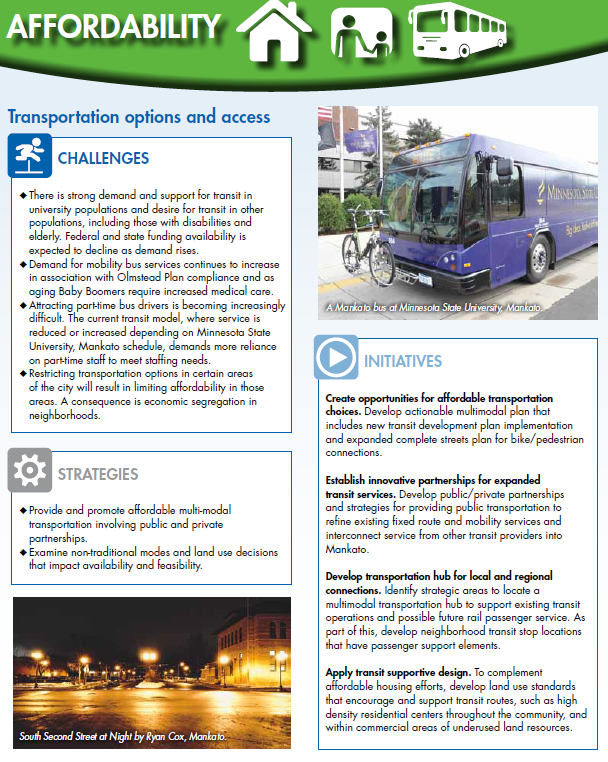 AFFORDABILITY
Transportation options and access
CHALLENGES
◆ There is strong demand and support for transit in
university populations and desire for transit in other
populations, including those with disabilities and
elderly. Federal and state funding availability is
expected to decline as demand rises.
◆ Demand for mobility bus services continues to increase
in association with Olmstead Plan compliance and as
aging Baby Boomers require increased medical care.
◆ Attracting part-time bus drivers is becoming increasingly
difficult. The current transit model, where service is
reduced or increased depending on Minnesota State
University, Mankato schedule, demands more reliance
on part-time staff to meet staffing needs.
◆ Restricting transportation options in certain areas
of the city will result in limiting affordability in those
areas. A consequence is economic segregation in
neighborhoods.
STRATEGIES
◆ Provide and promote affordable multi-modal
transportation involving public and private
partnerships.
◆ Examine non-traditional modes and land use decisions
that impact availability and feasibility.
South Second Street at Night by Ryan Cox, Mankato.
MINNESOTA STATE U
Big ideas.
A Mankato bus at Minnesota State University, Mankato.
INITIATIVES
Create opportunities for affordable transportation
choices. Develop actionable multimodal plan that
includes new transit development plan implementation
and expanded complete streets plan for bike/pedestrian
connections.
Establish innovative partnerships for expanded
transit services. Develop public/private partnerships
and strategies for providing public transportation to
refine existing fixed route and mobility services and
interconnect service from other transit providers into
Mankato.
Develop transportation hub for local and regional
connections. Identify strategic areas to locate a
multimodal transportation hub to support existing transit
operations and possible future rail passenger service. As
part of this, develop neighborhood transit stop locations
that have passenger support elements.
Apply transit supportive design. To complement
affordable housing efforts, develop land use standards
that encourage and support transit routes, such as high
density residential centers throughout the community, and
within commercial areas of underused land resources.